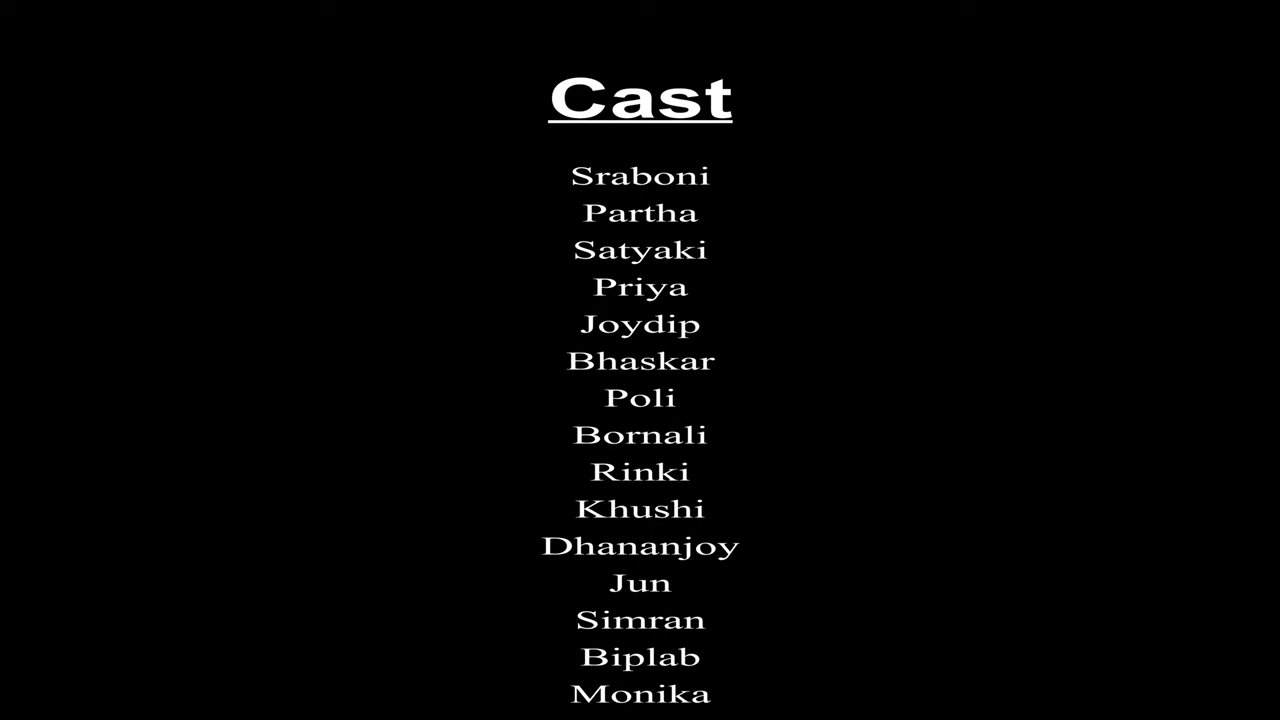 Cast
Sraboni
Partha
Satyaki
Priya
Joydip
Bhaskar
Poli
Bornali
Rinki
Khushi
Dhananjoy
Jun
Simran
Biplab
Monika